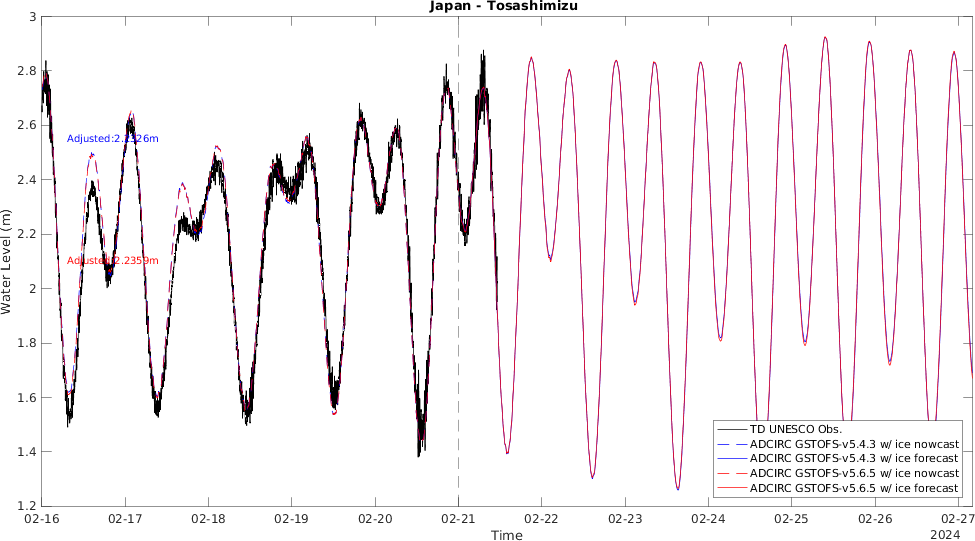 Japan - Tosashimizu
3
2.8
2.6
2.4
2.2
2
1.8
1.6
1.4
1.2
Water Level (m)
Adjusted:2.2326m
Adjusted:2.2359m
TD UNESCO Obs.
ADCIRC GSTOFS-v5.4.3 w/ ice nowcast
ADCIRC GSTOFS-v5.4.3 w/ ice forecast
ADCIRC GSTOFS-v5.6.5 w/ ice nowcast
ADCIRC GSTOFS-v5.6.5 w/ ice forecast
02-16 02-17 02-18 02-19 02-20 02-21 02-22 02-23 02-24 02-25 02-26 02-27
Time
2024